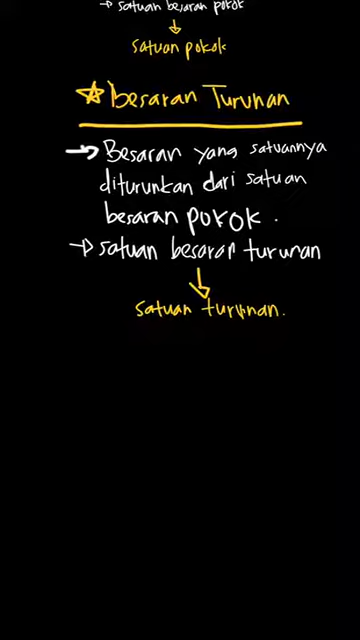 → satuan besaran pokok
↓
satuan pokok
☆ Besaran Turunan
→ Besaran yang satuannya
diturunkan dari satuan
besaran pokok.
→ satuan besaran turunan
↓
satuan turunan.